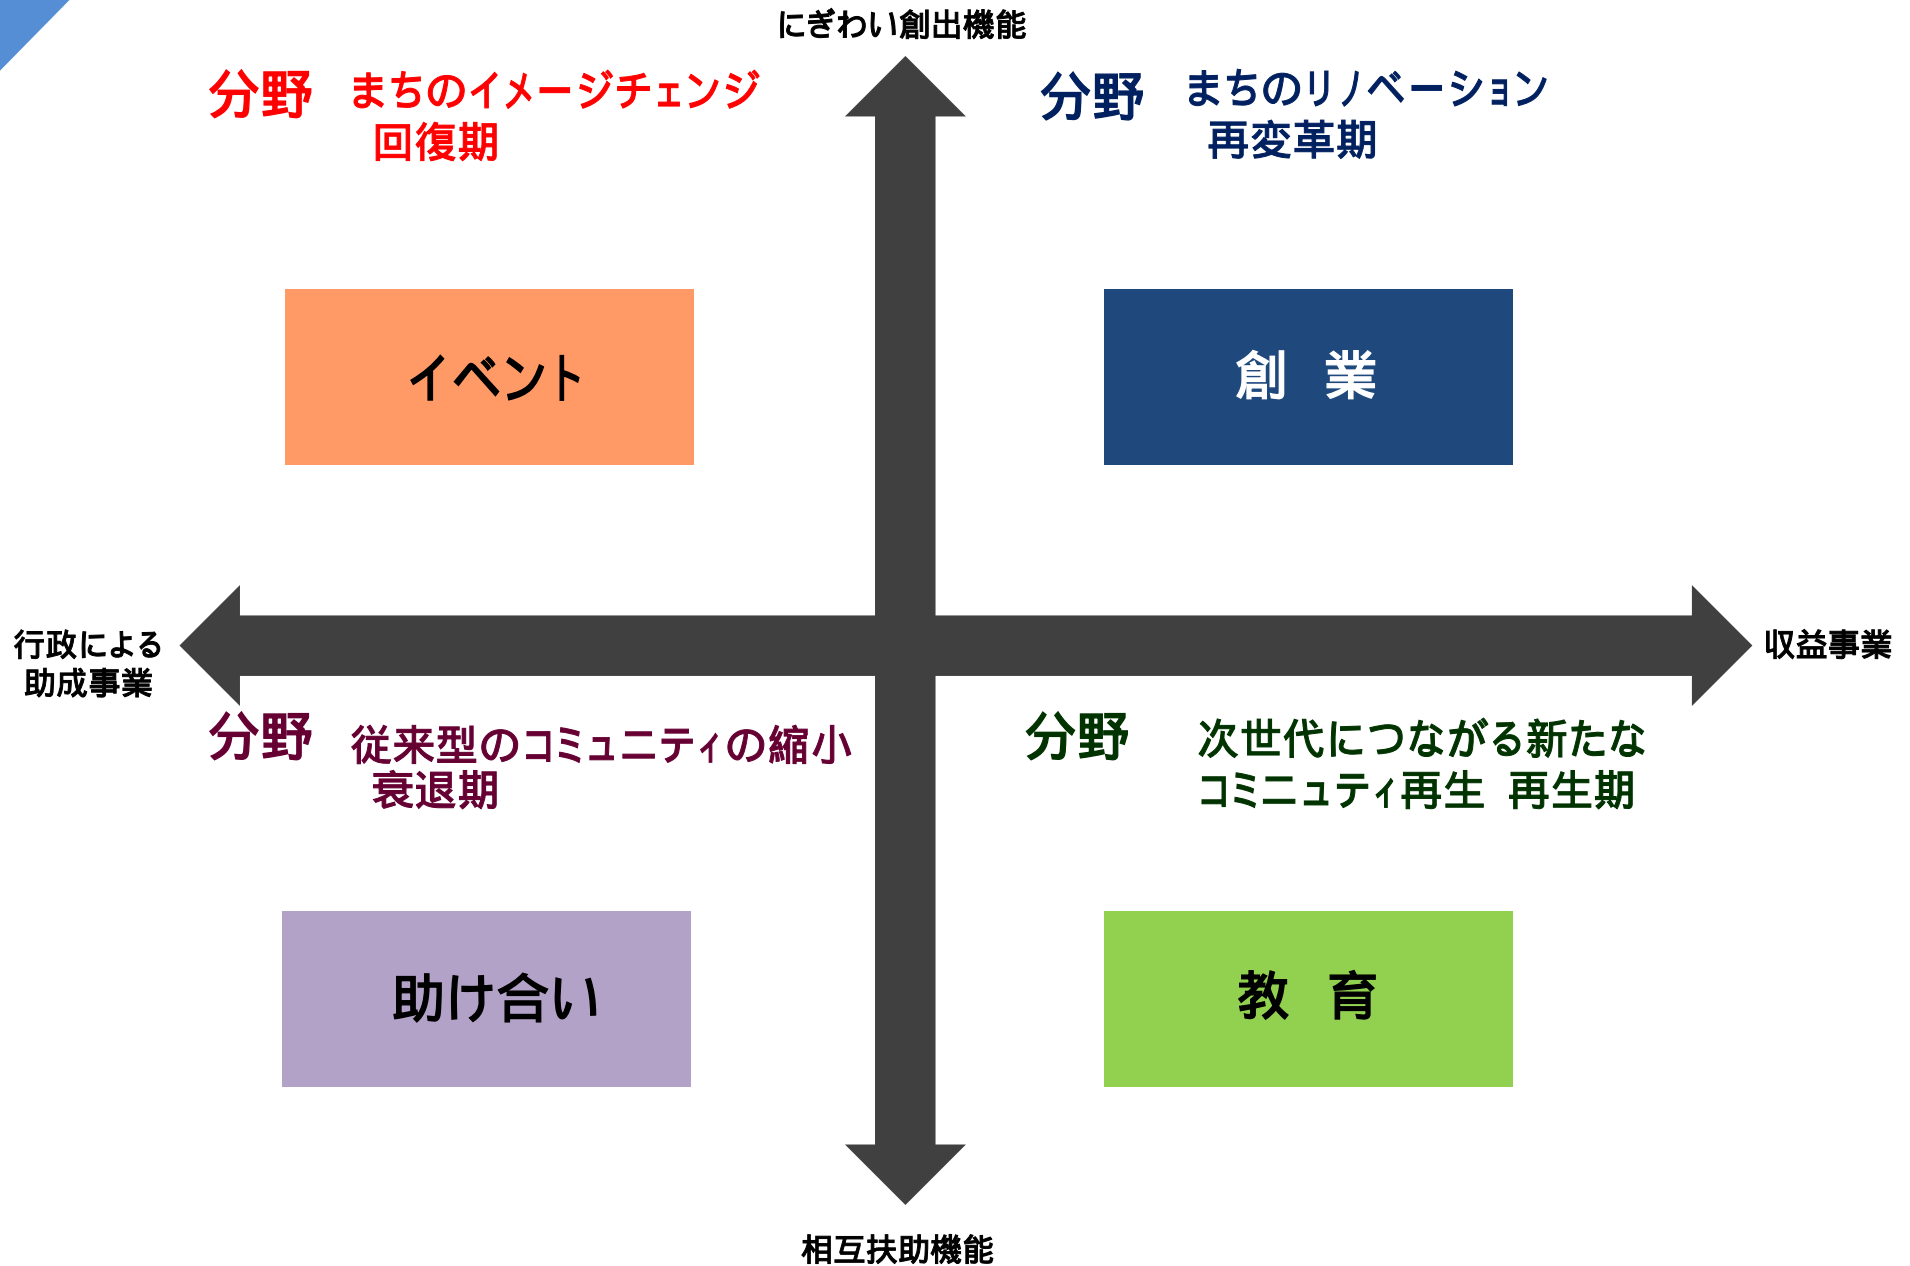 にぎわい創出機能
分野 まちのイメージチェンジ
回復期
分野 まちのリノベーション
再変革期
イベント
創 業
行政による
助成事業
収益事業
分野 従来型のコミュニティの縮小
衰退期
分野 次世代につながる新たな
コミニュティ再生 再生期
助け合い
教 育
相互扶助機能